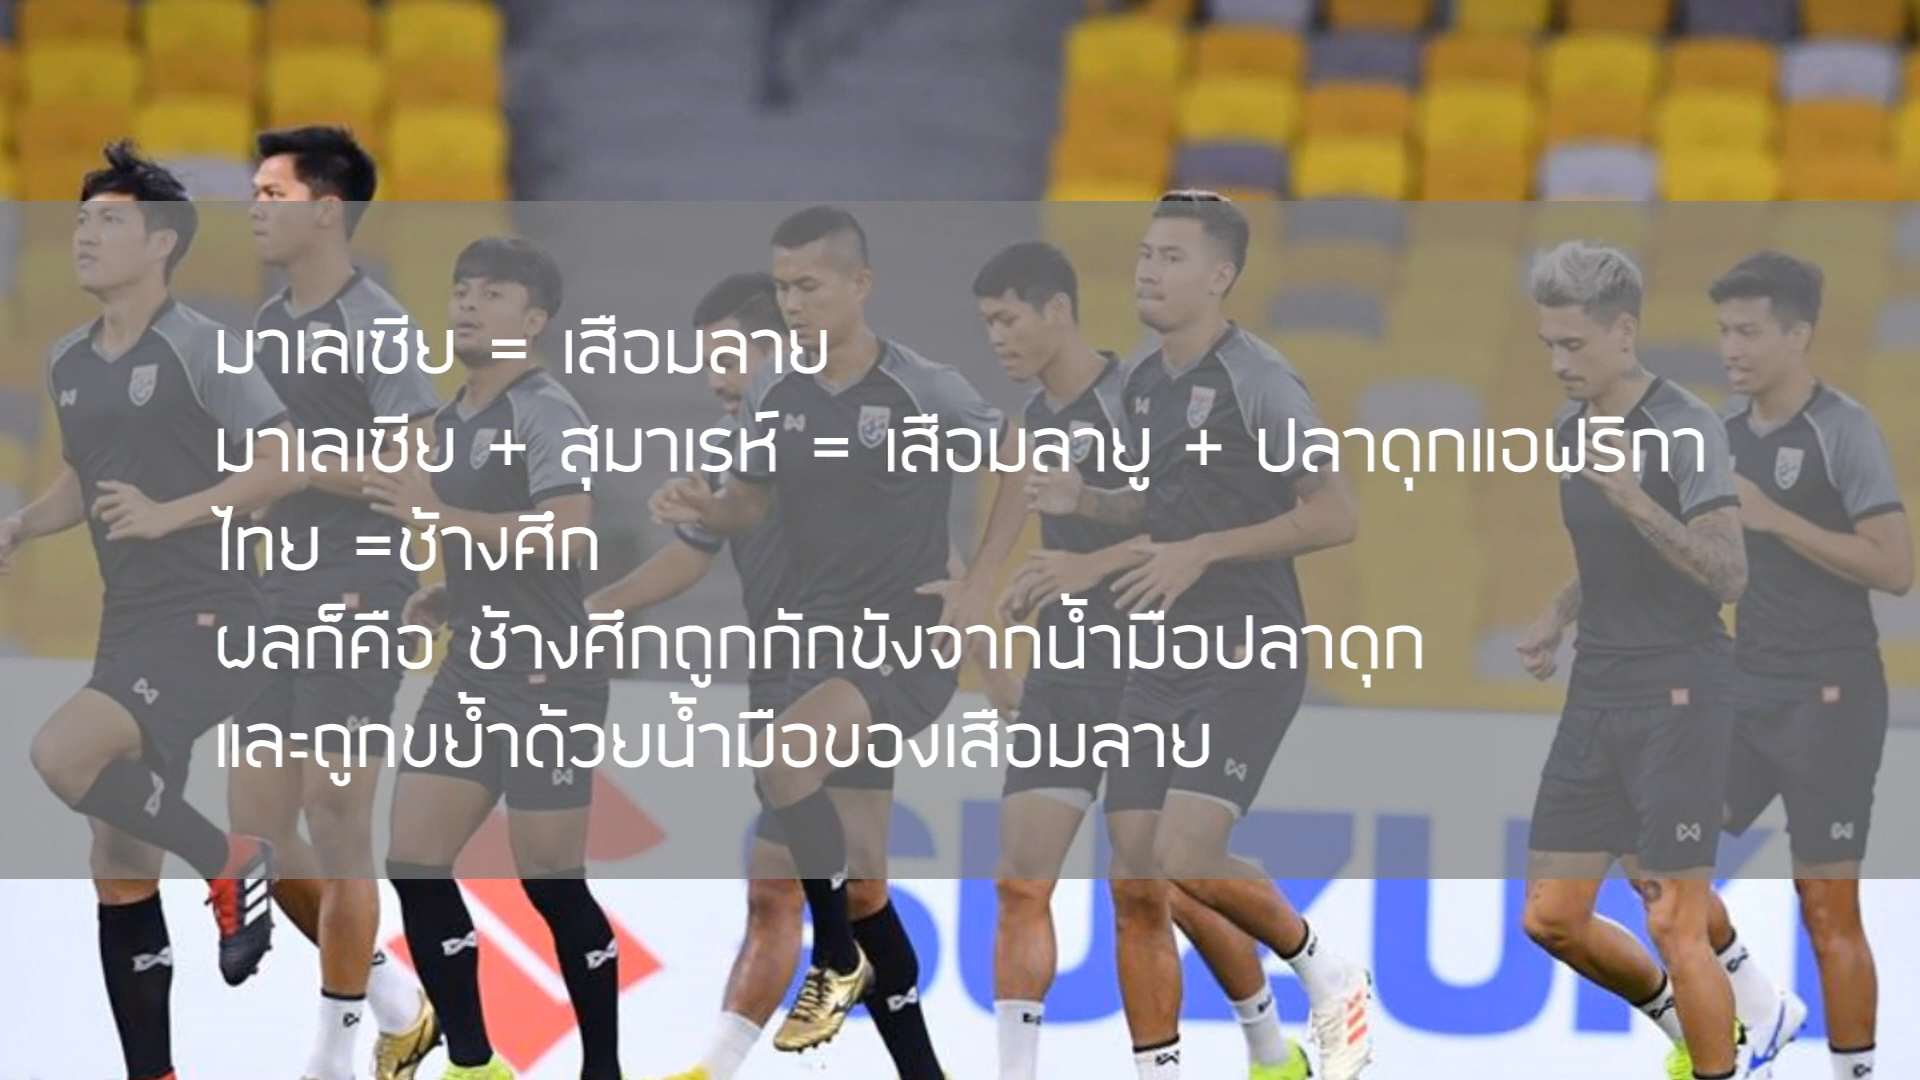 มาเลเซีย = เสือมลาย
มาเลเซีย + สุมาเรห์ = เสือมลายู + ปลาดุกแอฟริกา
ไทย =ช้างศึก
ผลก็คือ ช้างศึกถูกกักขังจากน้ำมือปลาดุก
และถูกขย้ำด้วยน้ำมือของเสือมลาย
SUZUK